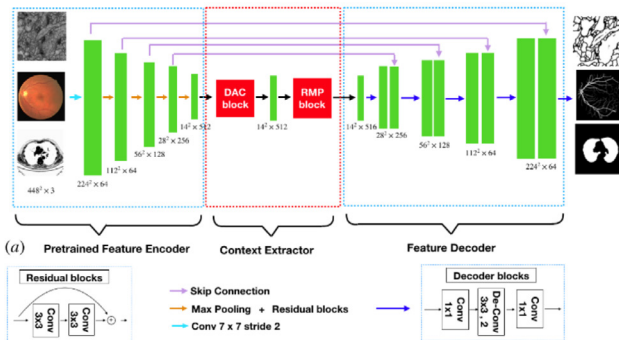 DAC
block
RMP
block
14² × 512
14² × 512
14² × 516
28² × 256
28² × 256
56² × 128
56² × 128
112² × 64
112² × 64
224² × 64
224² × 64
448² × 3
(a)
Pretrained Feature Encoder
Context Extractor
Feature Decoder
Residual blocks
Conv
3x3
Conv
3x3
+
Skip Connection
Max Pooling + Residual blocks
Conv 7 x 7 stride 2
Decoder blocks
Conv
1x1
De-Conv
3x3 , 2
Conv
1x1